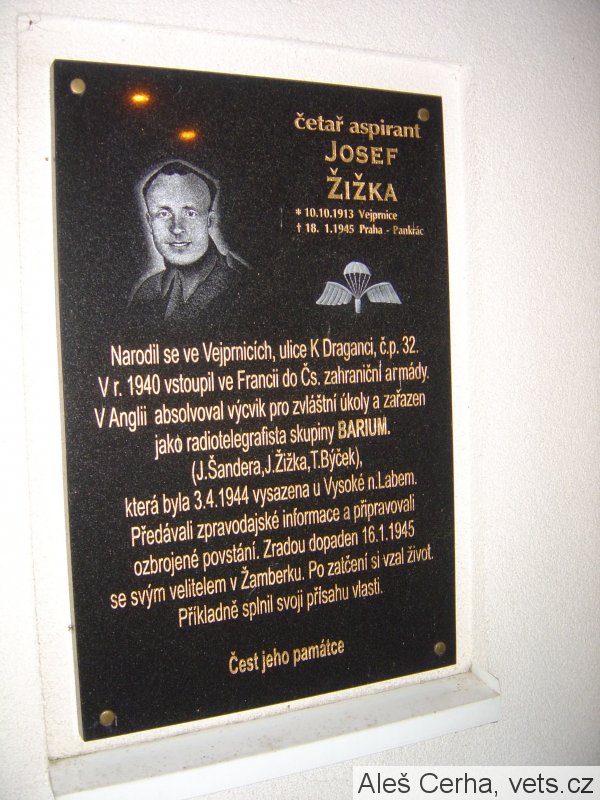 četař aspirant
JOSEF
ŽIŽKA
* 10.10.1913 Vejprnice
† 18. 1.1945 Praha - Pankrác
Narodil se ve Vejprnicích, ulice K Draganci, č.p. 32.
V r. 1940 vstoupil ve Francii do Čs. zahraniční armády.
V Anglii absolvoval výcvik pro zvláštní úkoly a zařazen
jako radiotelegrafista skupiny BARIUM.
(J.Šandera,J.Žižka,T.Býček),
která byla 3.4.1944 vysazena u Vysoké n.Labem.
Předávali zpravodajské informace a připravovali
ozbrojené povstání. Zradou dopaden 16.1.1945
se svým velitelem v Žamberku. Po zatčení si vzal život.
Příkladně splnil svoji přísahu vlasti.
Čest jeho památce
Aleš Cerha, vets.cz